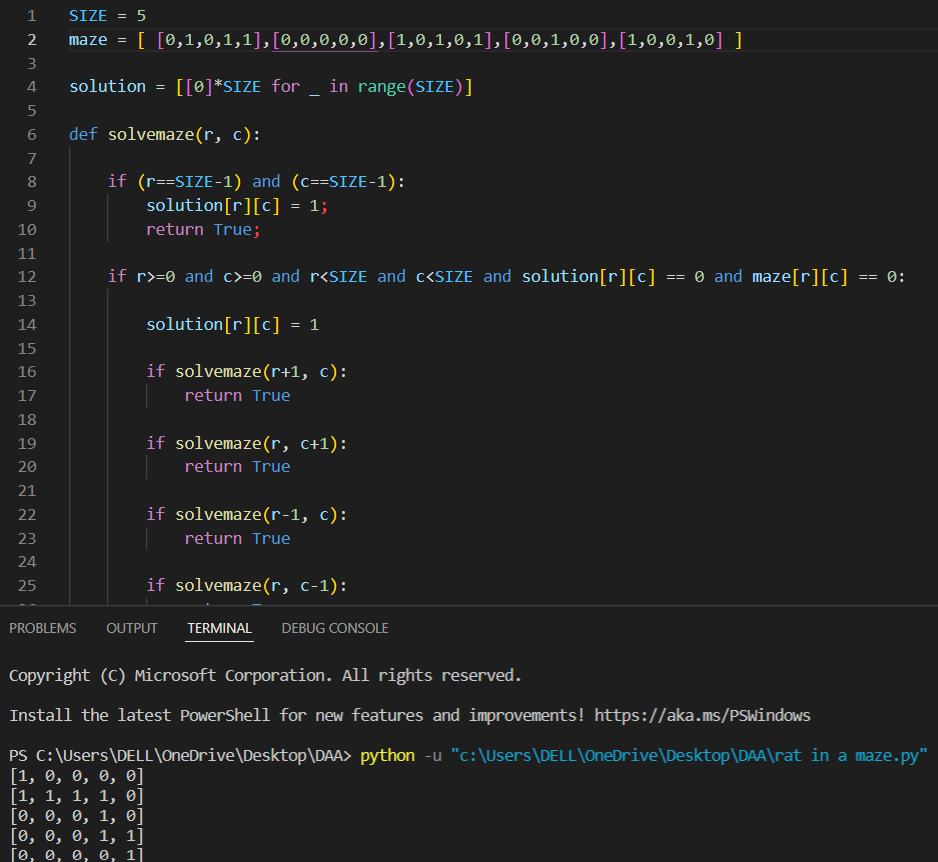 1 SIZE = 5
2 maze = [ [0,1,0,1,1],[0,0,0,0,0],[1,0,1,0,1],[0,0,1,0,0],[1,0,0,1,0] ]
3
4 solution = [[0]*SIZE for _ in range(SIZE)]
5
6 def solvemaze(r, c):
7
8     if (r==SIZE-1) and (c==SIZE-1):
9         solution[r][c] = 1;
10         return True;
11
12     if r>=0 and c>=0 and r<SIZE and c<SIZE and solution[r][c] == 0 and maze[r][c] == 0:
13
14         solution[r][c] = 1
15
16         if solvemaze(r+1, c):
17             return True
18
19         if solvemaze(r, c+1):
20             return True
21
22         if solvemaze(r-1, c):
23             return True
24
25         if solvemaze(r, c-1):
PROBLEMS OUTPUT TERMINAL DEBUG CONSOLE
Copyright (C) Microsoft Corporation. All rights reserved.
Install the latest PowerShell for new features and improvements! https://aka.ms/PSWindows
PS C:\Users\DELL\OneDrive\Desktop\DAA> python -u "c:\Users\DELL\OneDrive\Desktop\DAA\rat in a maze.py"
[1, 0, 0, 0, 0]
[1, 1, 1, 1, 0]
[0, 0, 0, 1, 0]
[0, 0, 0, 1, 1]
[0, 0, 0, 0, 1]